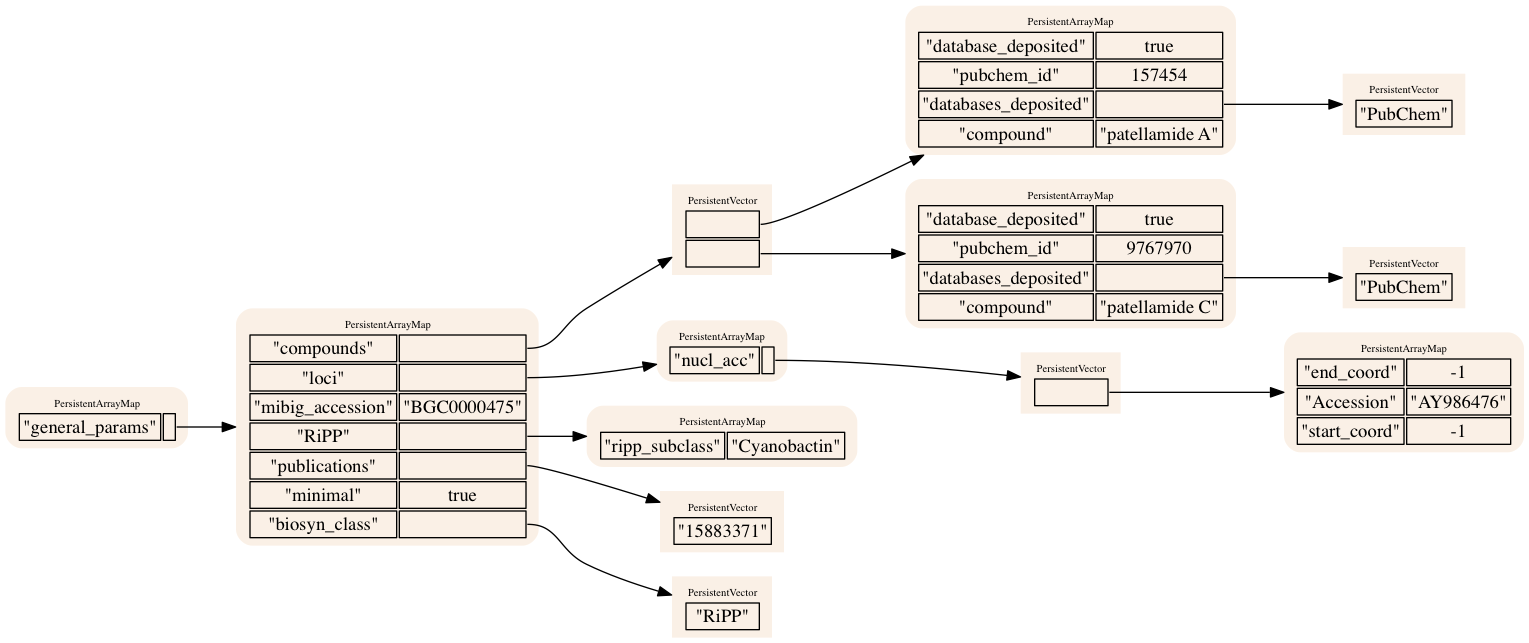 PersistentArrayMap
"general_params"
PersistentArrayMap
"compounds"
"loci"
"mibig_accession" "BGC0000475"
"RiPP"
"publications"
"minimal" true
"biosyn_class"
PersistentVector
PersistentArrayMap
"database_deposited" true
"pubchem_id" 157454
"databases_deposited"
"compound" "patellamide A"
PersistentVector
"PubChem"
PersistentArrayMap
"database_deposited" true
"pubchem_id" 9767970
"databases_deposited"
"compound" "patellamide C"
PersistentVector
"PubChem"
PersistentArrayMap
"nucl_acc"
PersistentVector
PersistentArrayMap
"end_coord" -1
"Accession" "AY986476"
"start_coord" -1
PersistentArrayMap
"ripp_subclass" "Cyanobactin"
PersistentVector
"15883371"
PersistentVector
"RiPP"